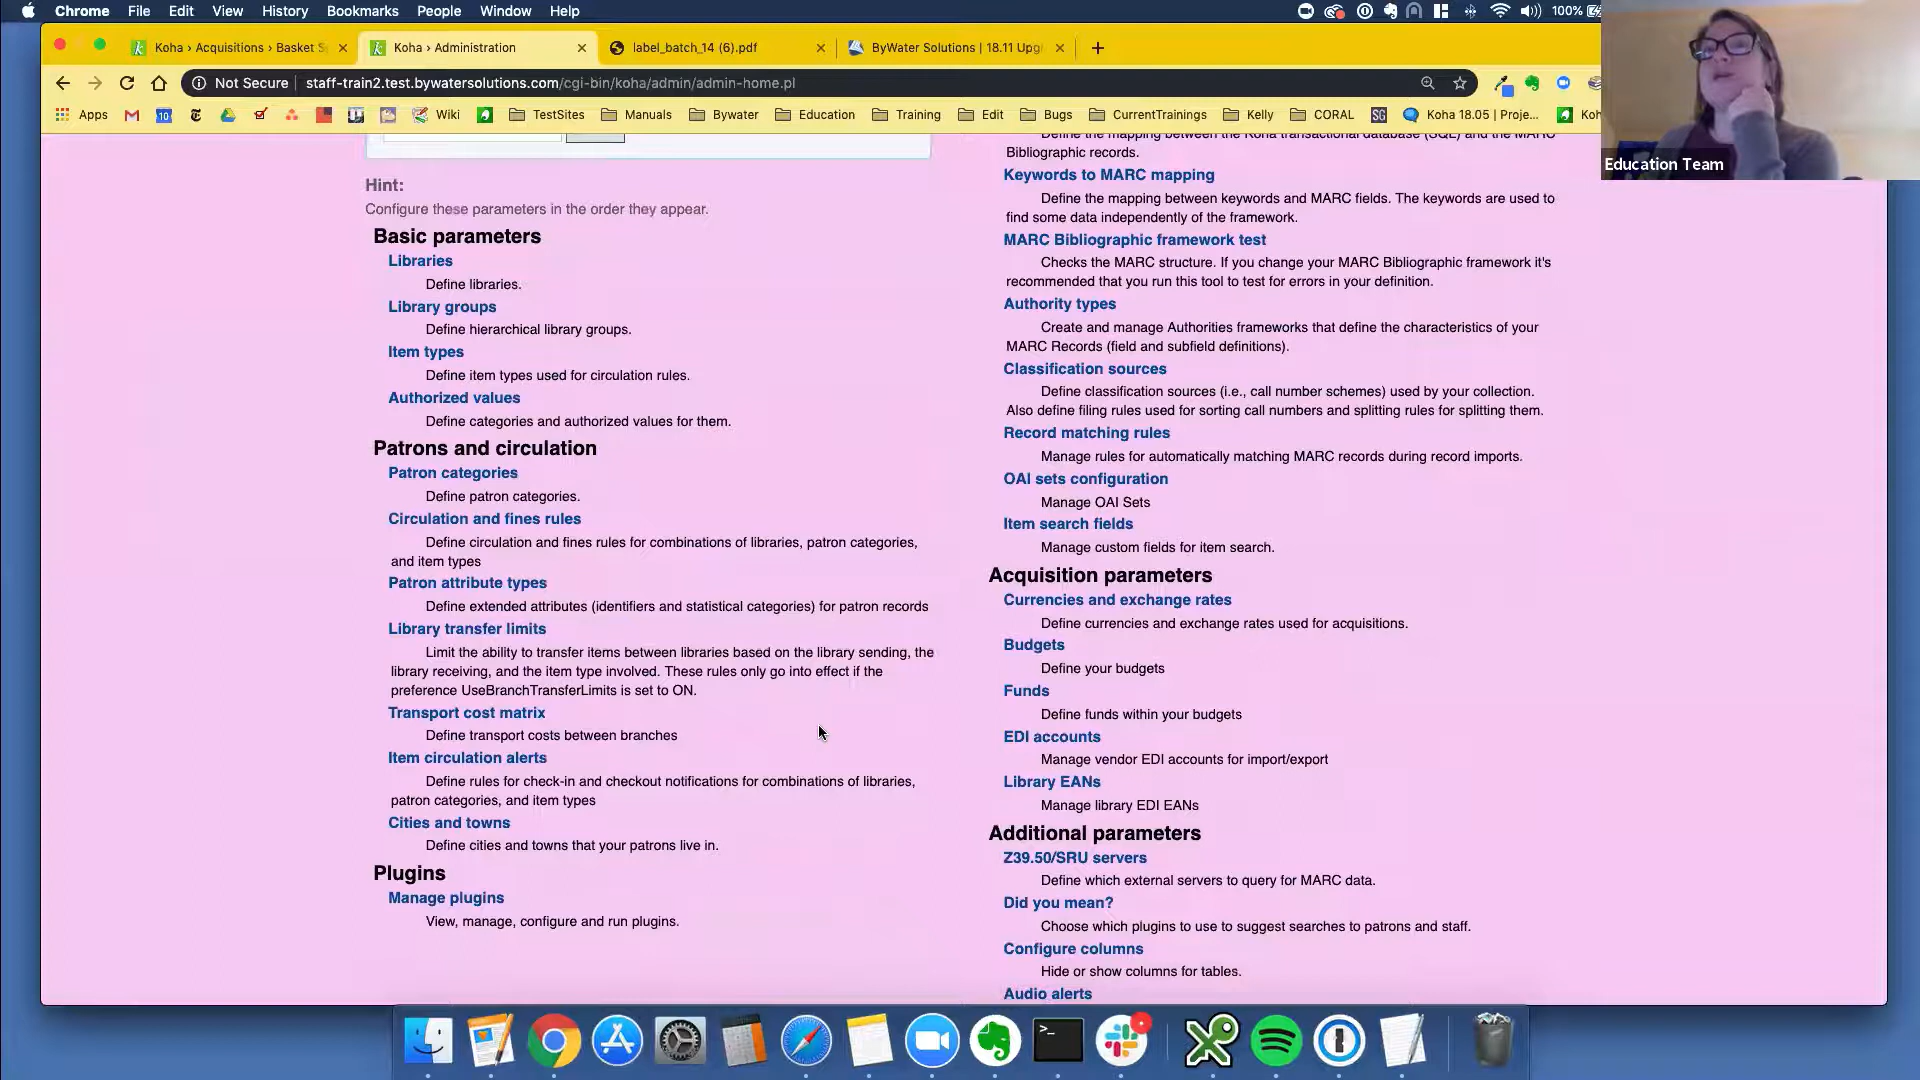 Chrome File Edit View History Bookmarks People Window Help
100%
Koha › Acquisitions › Basket
Koha › Administration
label_batch_14 (6).pdf
ByWater Solutions | 18.11 Upg
Not Secure | staff-train2.test.bywatersolutions.com/cgi-bin/koha/admin/admin-home.pl
Apps Wiki TestSites Manuals Bywater Education Training Edit Bugs CurrentTrainings Kelly CORAL Koha 18.05 | Proje... Koh
Education Team
Hint:
Configure these parameters in the order they appear.
Basic parameters
Libraries
Define libraries.
Library groups
Define hierarchical library groups.
Item types
Define item types used for circulation rules.
Authorized values
Define categories and authorized values for them.
Patrons and circulation
Patron categories
Define patron categories.
Circulation and fines rules
Define circulation and fines rules for combinations of libraries, patron categories,
and item types
Patron attribute types
Define extended attributes (identifiers and statistical categories) for patron records
Library transfer limits
Limit the ability to transfer items between libraries based on the library sending, the
library receiving, and the item type involved. These rules only go into effect if the
preference UseBranchTransferLimits is set to ON.
Transport cost matrix
Define transport costs between branches
Item circulation alerts
Define rules for check-in and checkout notifications for combinations of libraries,
patron categories, and item types
Cities and towns
Define cities and towns that your patrons live in.
Plugins
Manage plugins
View, manage, configure and run plugins.
Define the mapping between the Koha transactional database (SQL) and the MARC
Bibliographic records.
Keywords to MARC mapping
Define the mapping between keywords and MARC fields. The keywords are used to
find some data independently of the framework.
MARC Bibliographic framework test
Checks the MARC structure. If you change your MARC Bibliographic framework it's
recommended that you run this tool to test for errors in your definition.
Authority types
Create and manage Authorities frameworks that define the characteristics of your
MARC Records (field and subfield definitions).
Classification sources
Define classification sources (i.e., call number schemes) used by your collection.
Also define filing rules used for sorting call numbers and splitting rules for splitting them.
Record matching rules
Manage rules for automatically matching MARC records during record imports.
OAI sets configuration
Manage OAI Sets
Item search fields
Manage custom fields for item search.
Acquisition parameters
Currencies and exchange rates
Define currencies and exchange rates used for acquisitions.
Budgets
Define your budgets
Funds
Define funds within your budgets
EDI accounts
Manage vendor EDI accounts for import/export
Library EANs
Manage library EDI EANs
Additional parameters
Z39.50/SRU servers
Define which external servers to query for MARC data.
Did you mean?
Choose which plugins to use to suggest searches to patrons and staff.
Configure columns
Hide or show columns for tables.
Audio alerts